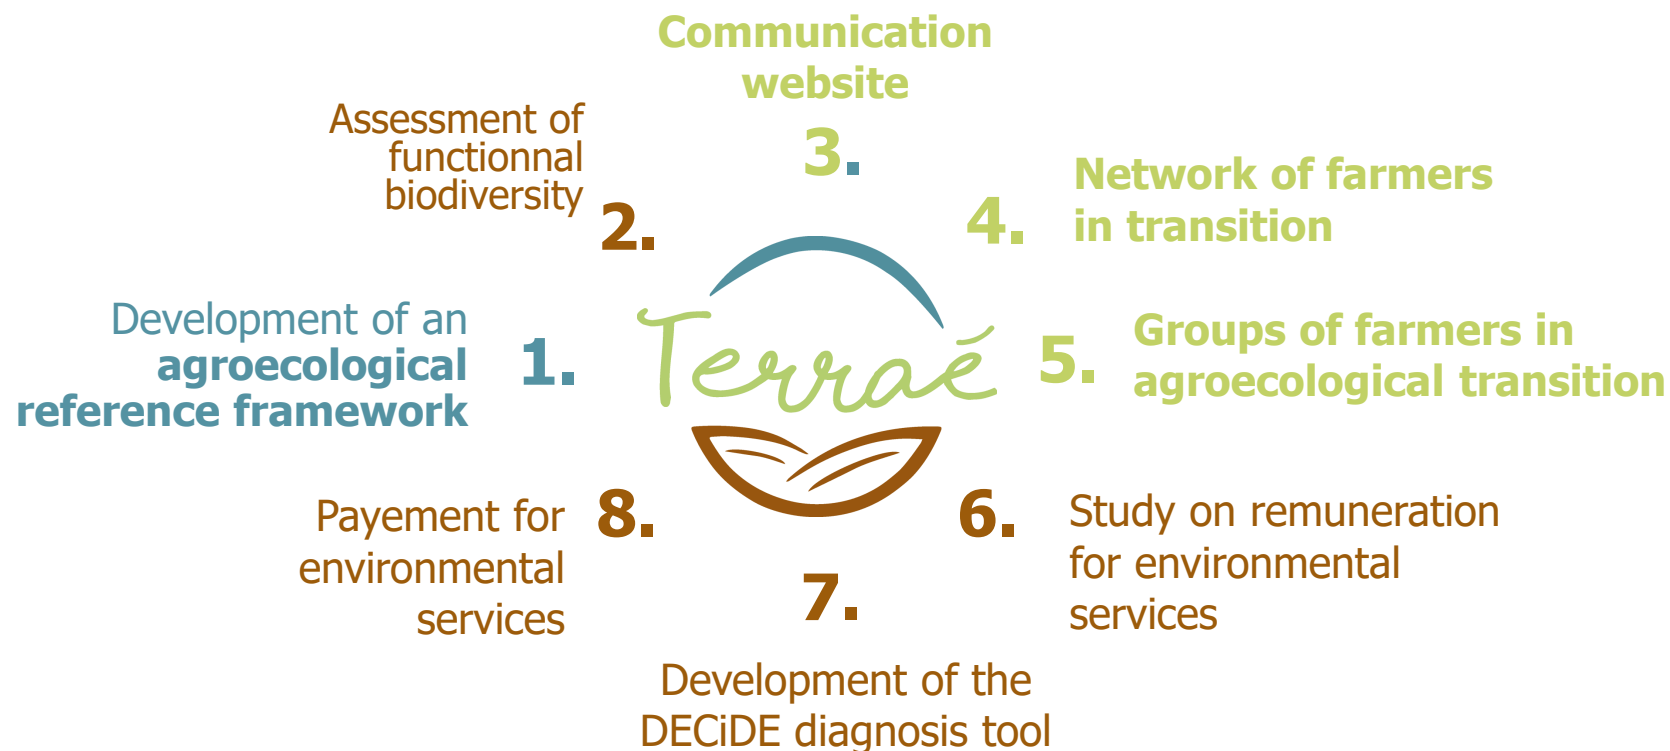 Communication
website
3.
Assessment of
functionnal
biodiversity
2.
4.
Network of farmers
in transition
Development of an
agroecological
reference framework
1.
Terraé
5.
Groups of farmers in
agroecological transition
Payement for
environmental
services
8.
6.
Study on remuneration
for environmental
services
7.
Development of the
DECiDE diagnosis tool